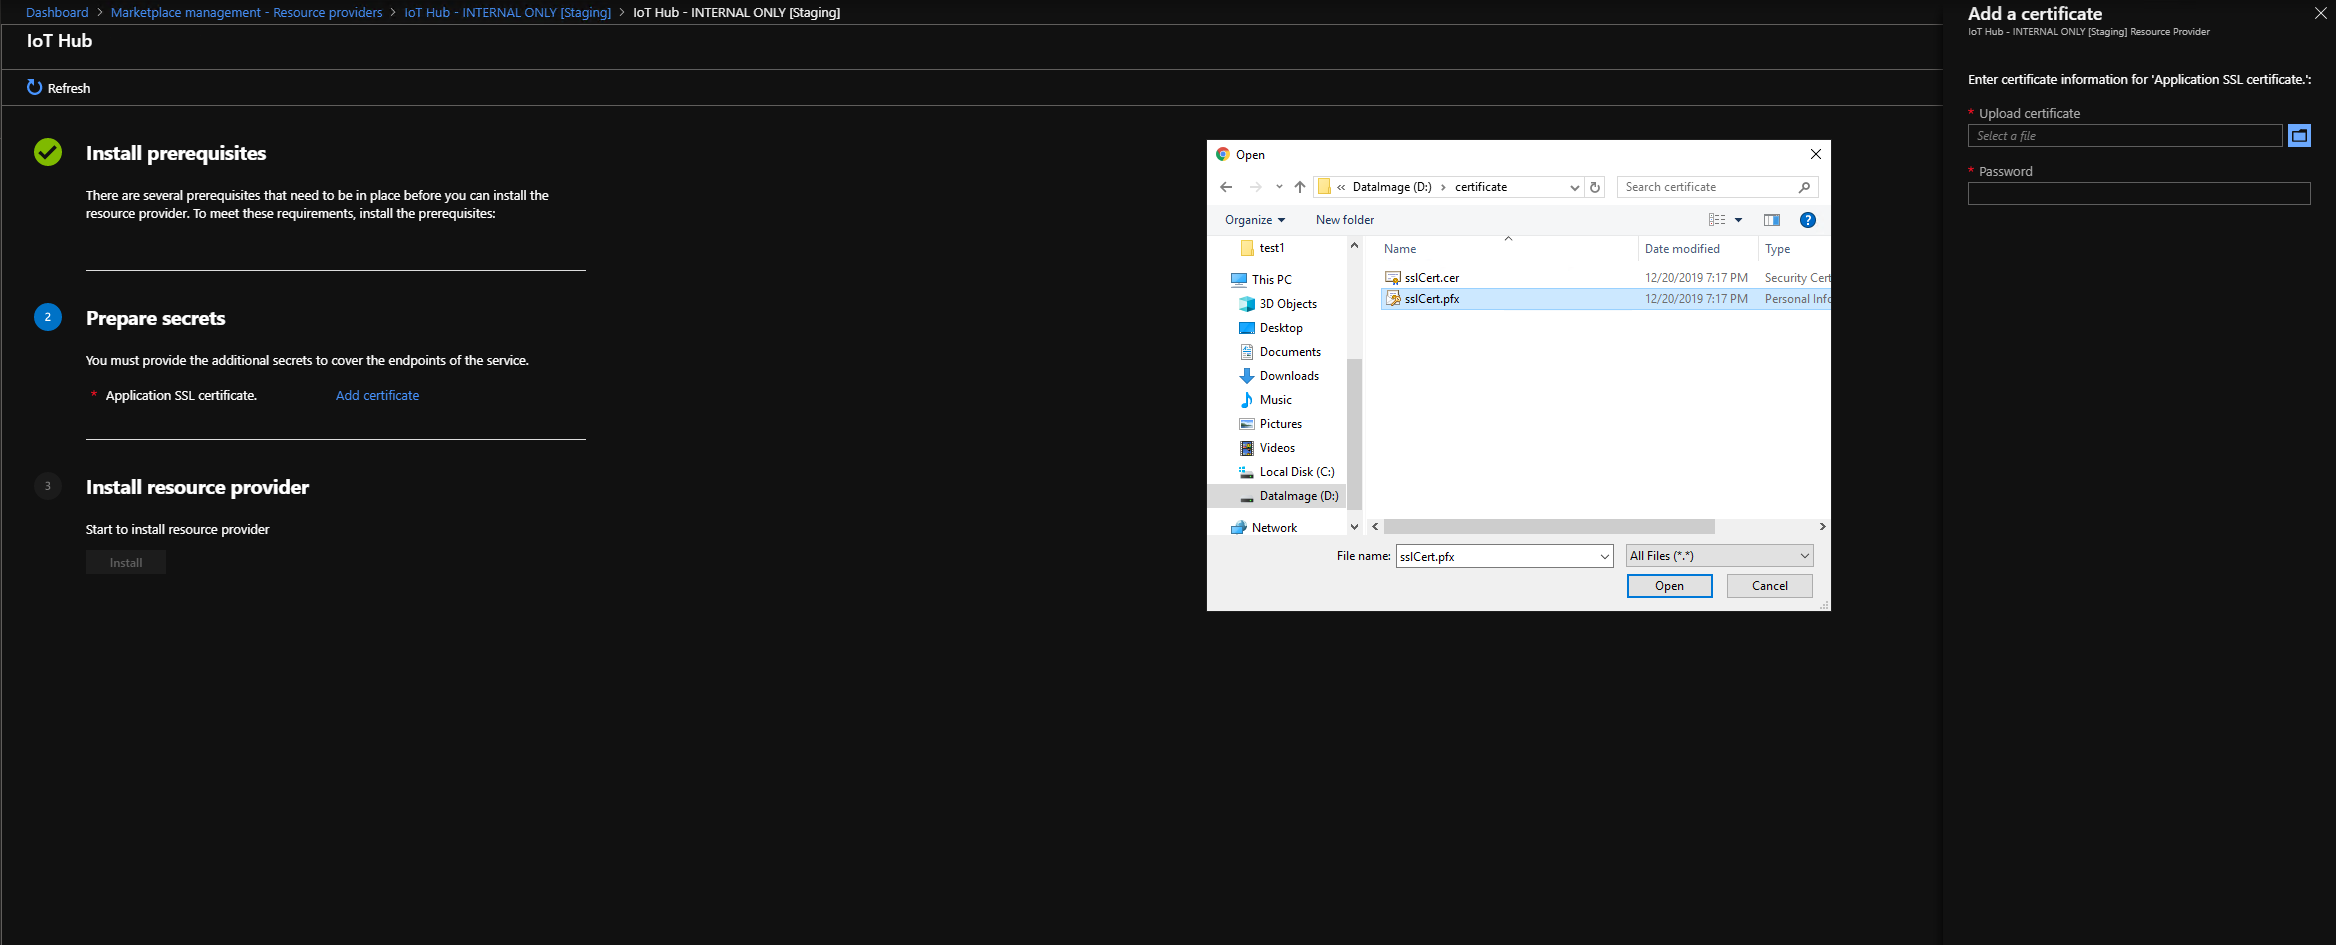 Dashboard > Marketplace management - Resource providers > IoT Hub - INTERNAL ONLY [Staging] > IoT Hub - INTERNAL ONLY [Staging]
IoT Hub
Refresh
Install prerequisites
There are several prerequisites that need to be in place before you can install the
resource provider. To meet these requirements, install the prerequisites:
2
Prepare secrets
You must provide the additional secrets to cover the endpoints of the service.
* Application SSL certificate. Add certificate
3
Install resource provider
Start to install resource provider
Install
Open
« DataImage (D:) > certificate
Search certificate
Organize New folder
?
test1
This PC
3D Objects
Desktop
Documents
Downloads
Music
Pictures
Videos
Local Disk (C:)
DataImage (D:)
Network
Name Date modified Type
sslCert.cer 12/20/2019 7:17 PM Security Cert
sslCert.pfx 12/20/2019 7:17 PM Personal Info
File name: sslCert.pfx All Files (*.*)
Open Cancel
Add a certificate
IoT Hub - INTERNAL ONLY [Staging] Resource Provider
Enter certificate information for 'Application SSL certificate.':
* Upload certificate
Select a file
* Password